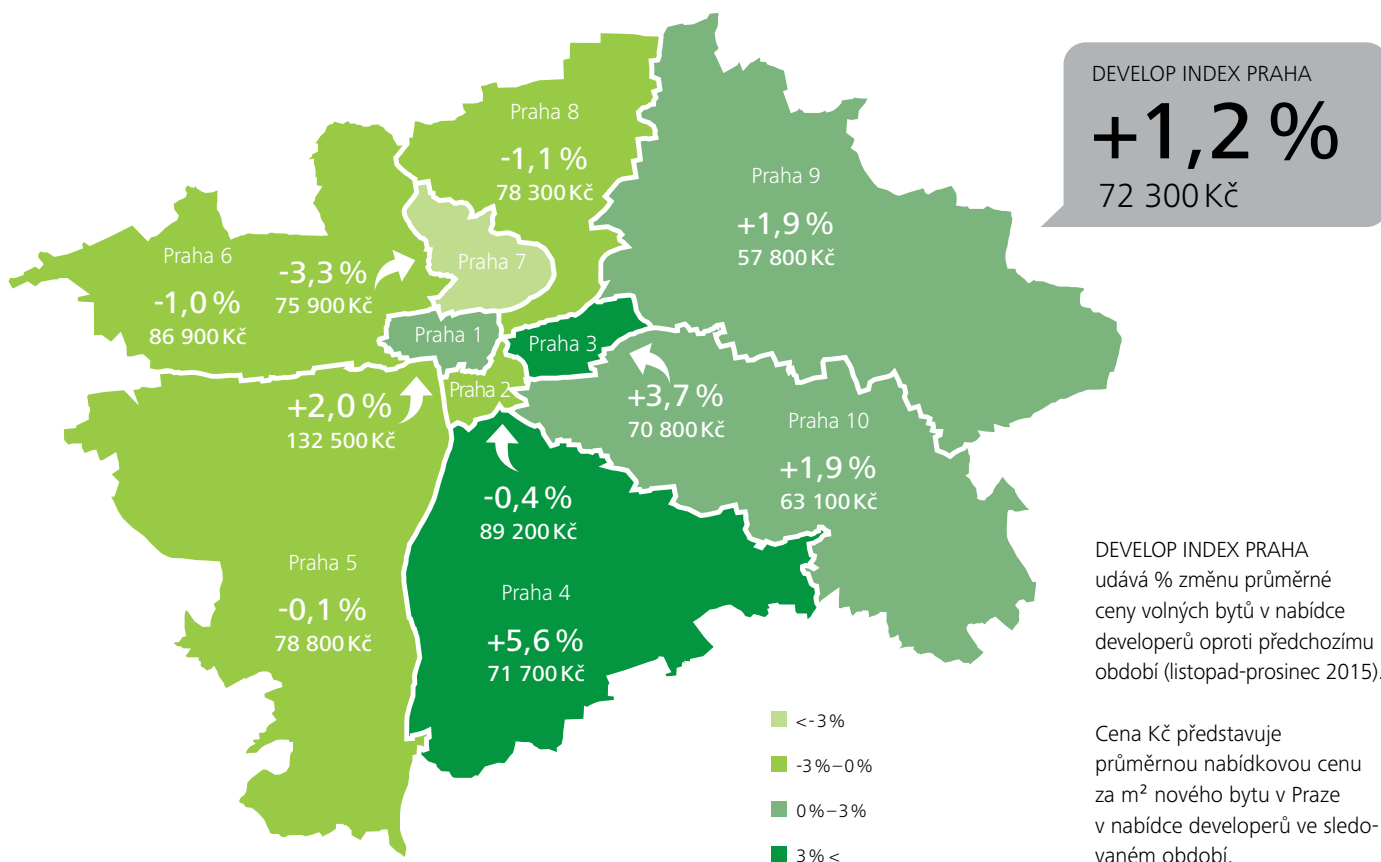 Praha 8
-1,1 %
78 300 Kč
Praha 9
+1,9 %
57 800 Kč
Praha 6
-1,0 %
86 900 Kč
-3,3 %
75 900 Kč
Praha 7
Praha 1
Praha 3
Praha 2
+2,0 %
132 500 Kč
+3,7 %
70 800 Kč
Praha 10
+1,9 %
63 100 Kč
-0,4 %
89 200 Kč
Praha 5
-0,1 %
78 800 Kč
Praha 4
+5,6 %
71 700 Kč
<-3 %
-3 %–0 %
0 %–3 %
3 % <
DEVELOP INDEX PRAHA
+1,2 %
72 300 Kč
DEVELOP INDEX PRAHA
udává % změnu průměrné
ceny volných bytů v nabídce
developerů oproti předchozímu
období (listopad-prosinec 2015).
Cena Kč představuje
průměrnou nabídkovou cenu
za m² nového bytu v Praze
v nabídce developerů ve sledo-
vaném období.